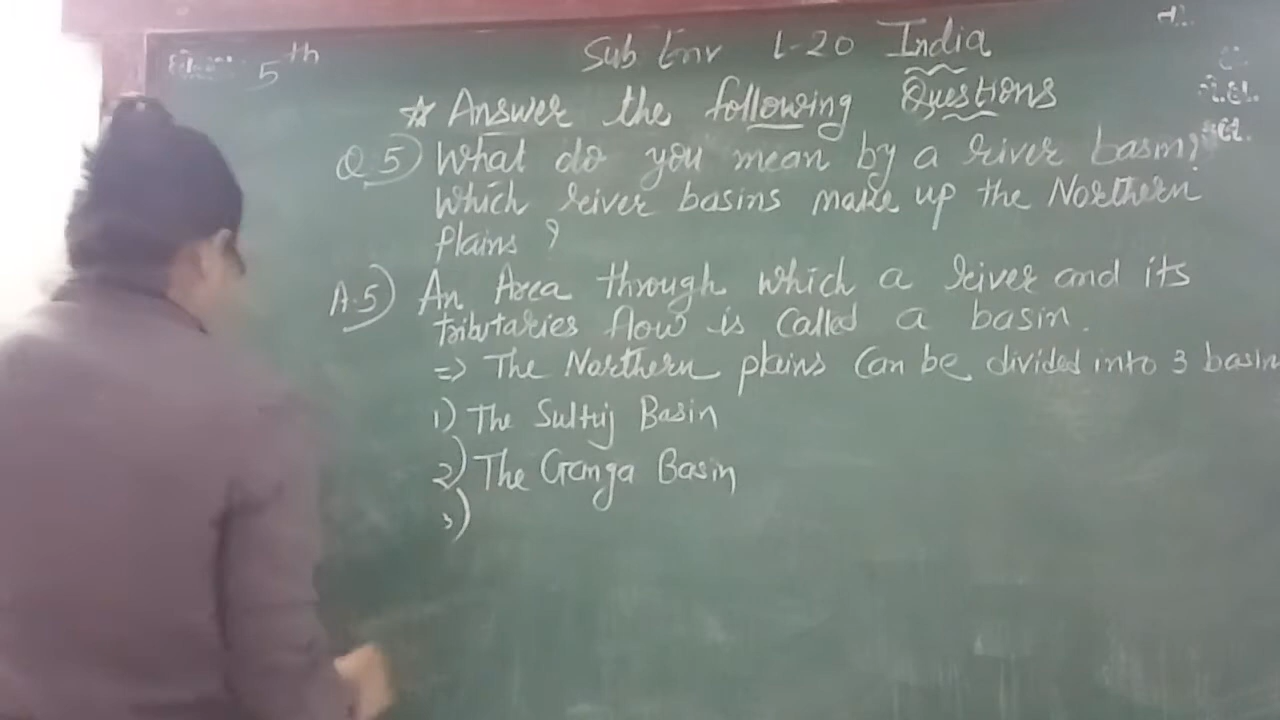 5th
Sub Env L-20 India
☆ Answer the following Questions
Q.5) What do you mean by a river basin?
Which river basins make up the Northern
plains ?
A.5) An Area through which a river and its
tributaries flow is called a basin.
=> The Northern plains can be divided into 3 basin
1) The Sultuj Basin
2) The Ganga Basin
3)